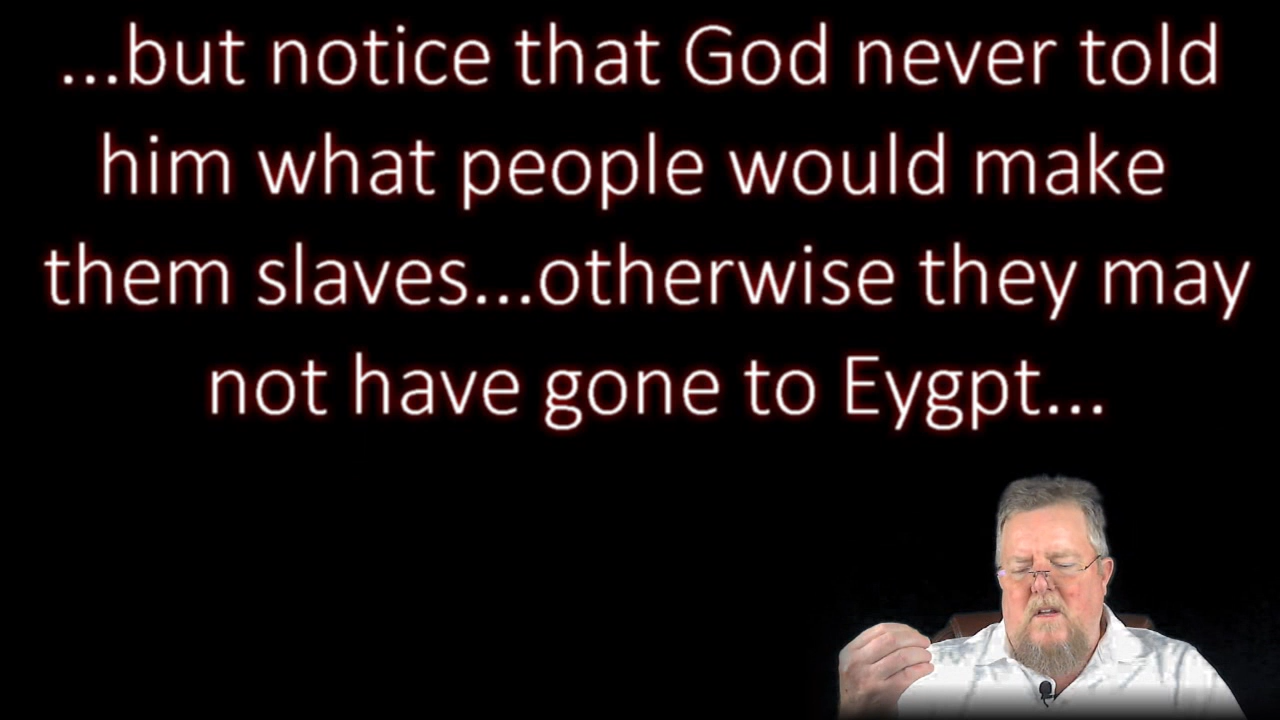 ...but notice that God never told
him what people would make
them slaves...otherwise they may
not have gone to Eygpt...